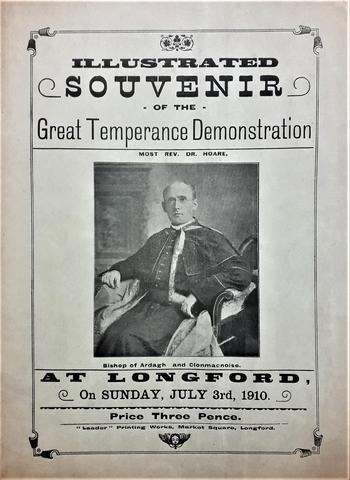 ILLUSTRATED
SOUVENIR
- OF THE -
Great Temperance Demonstration
MOST REV. DR. HOARE,
Bishop of Ardagh and Clonmacnoise.
AT LONGFORD,
On SUNDAY, JULY 3rd, 1910.
Price Three Pence.
"Leader" Printing Works, Market Square, Longford.